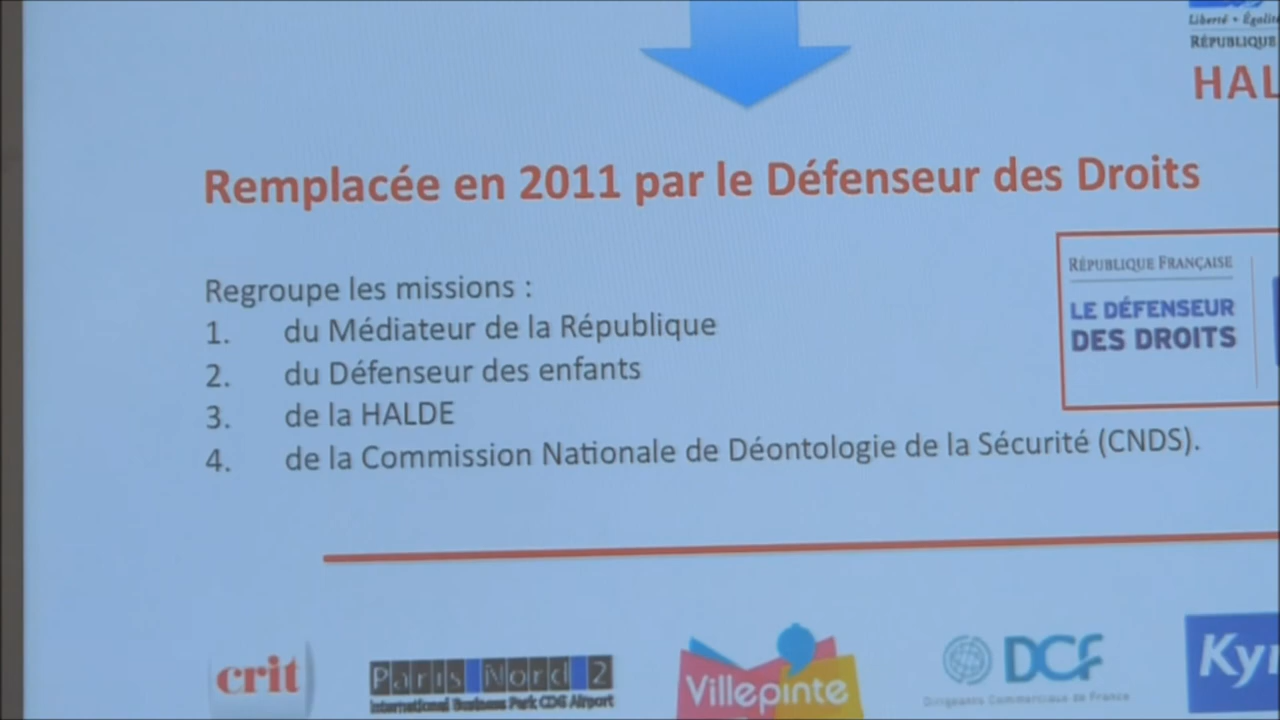 Liberté • Égalité
RÉPUBLIQUE
HAL
Remplacée en 2011 par le Défenseur des Droits
RÉPUBLIQUE FRANÇAISE
LE DÉFENSEUR
DES DROITS
Regroupe les missions :
1. du Médiateur de la République
2. du Défenseur des enfants
3. de la HALDE
4. de la Commission Nationale de Déontologie de la Sécurité (CNDS).
crit
Paris Nord 2
International Business Park CDG Airport
Villepinte
DCF
Dirigeants Commerciaux de France
Ky